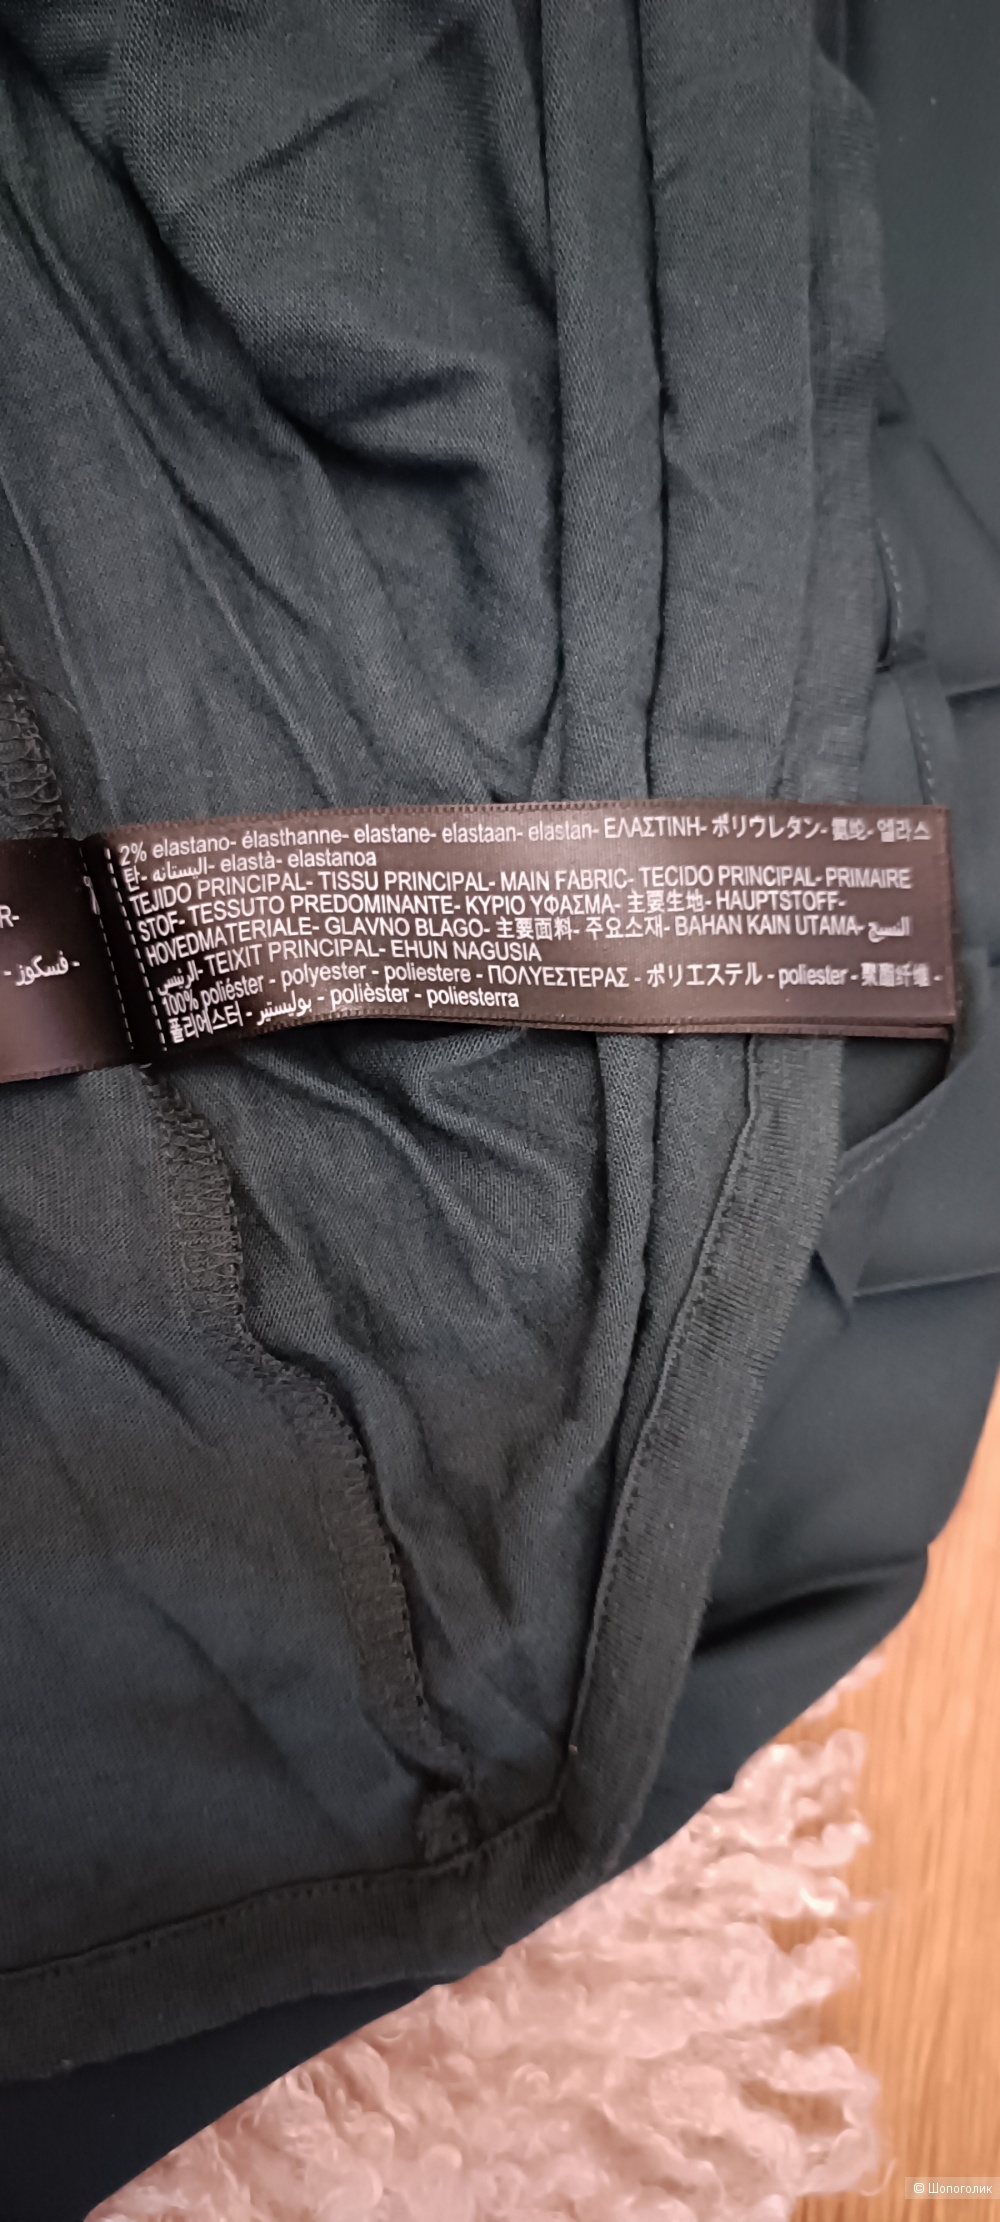 R-
- فسكوز -
2% elastano- élasthanne- elastane- elastaan- elastan- ΕΛΑΣΤΙΝΗ- ポリウレタン- 氨纶- 엘라스
탄- اليستانه- elastà- elastanoa
TEJIDO PRINCIPAL- TISSU PRINCIPAL- MAIN FABRIC- TECIDO PRINCIPAL- PRIMAIRE
STOF- TESSUTO PREDOMINANTE- ΚΥΡΙΟ ΥΦΑΣΜΑ- 主要生地- HAUPTSTOFF-
HOVEDMATERIALE- GLAVNO BLAGO- 主要面料- 주요소재- BAHAN KAIN UTAMA- النسيج
الرئيسي- TEIXIT PRINCIPAL- EHUN NAGUSIA
100% poliéster - polyester - poliestere - ΠΟΛΥΕΣΤΕΡΑΣ - ポリエステル - poliester - 聚酯纤维 -
폴리에스터 - بوليستير - polièster - poliesterra
© Шопоголик